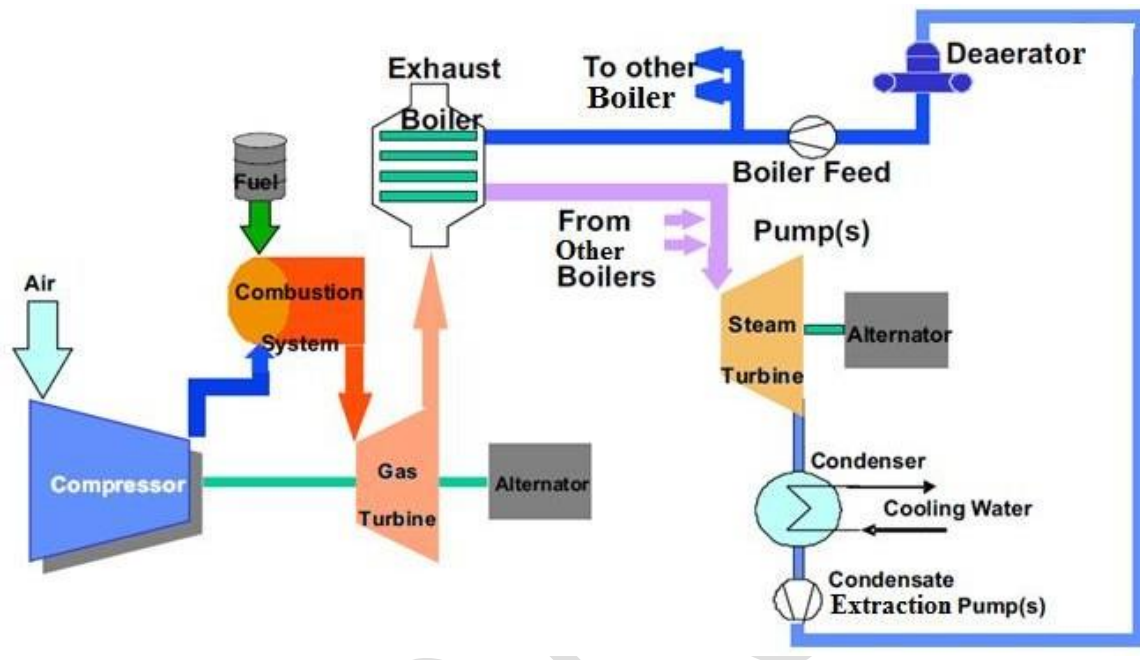 Exhaust
Boiler
To other
Boiler
Deaerator
Boiler Feed
Pump(s)
Fuel
From
Other
Boilers
Air
Combustion
System
Steam
Turbine
Alternator
Compressor
Gas
Turbine
Alternator
Condenser
Cooling Water
Condensate
Extraction Pump(s)